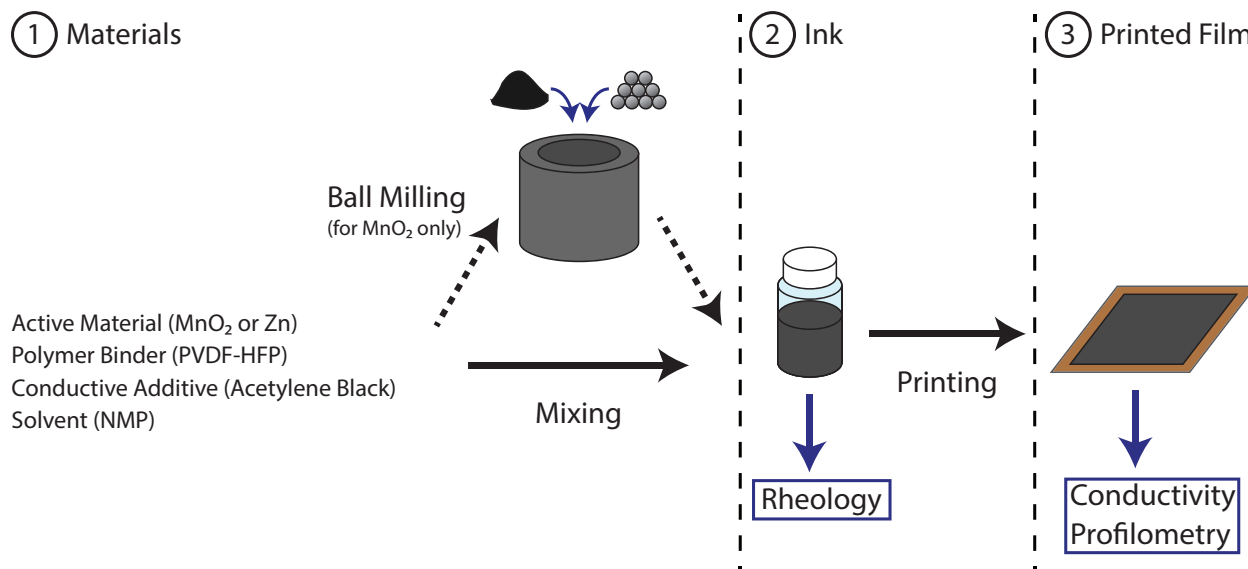 1 Materials
2 Ink
3 Printed Film
Ball Milling
(for MnO₂ only)
Active Material (MnO₂ or Zn)
Polymer Binder (PVDF-HFP)
Conductive Additive (Acetylene Black)
Solvent (NMP)
Mixing
Printing
Rheology
Conductivity
Profilometry